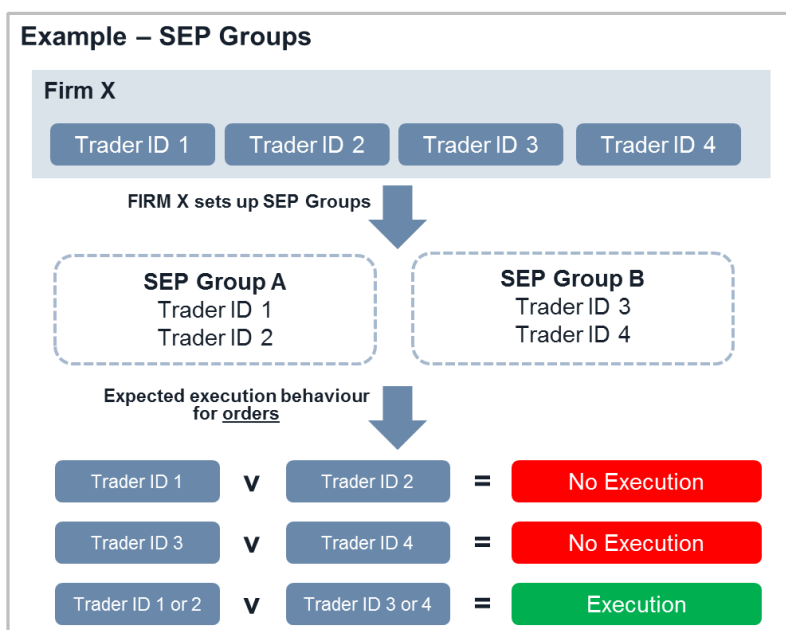 Example – SEP Groups
Firm X
Trader ID 1 Trader ID 2 Trader ID 3 Trader ID 4
FIRM X sets up SEP Groups
SEP Group A
Trader ID 1
Trader ID 2
SEP Group B
Trader ID 3
Trader ID 4
Expected execution behaviour
for orders
Trader ID 1 v Trader ID 2 = No Execution
Trader ID 3 v Trader ID 4 = No Execution
Trader ID 1 or 2 v Trader ID 3 or 4 = Execution